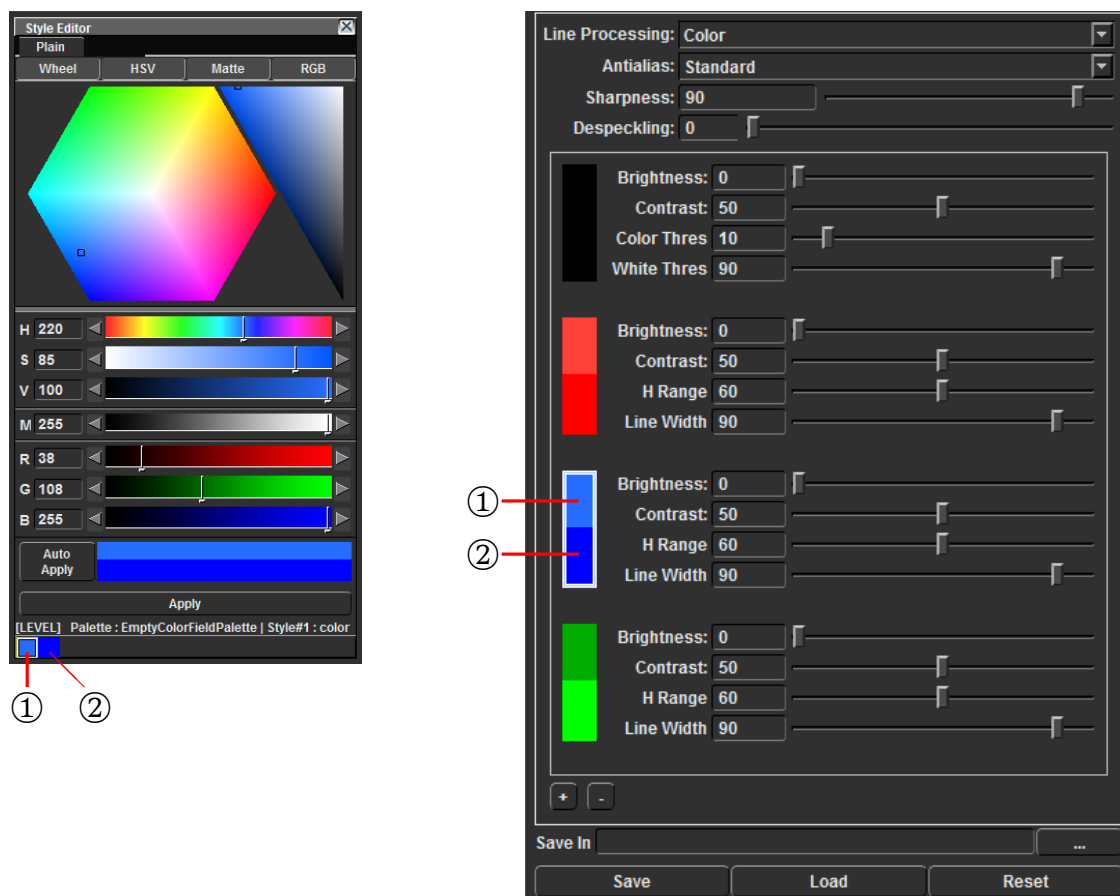 Style Editor
Plain
Wheel HSV Matte RGB
H 220
S 85
V 100
M 255
R 38
G 108
B 255
Auto
Apply
Apply
[LEVEL] Palette : EmptyColorFieldPalette | Style#1 : color
① ②
Line Processing: Color
Antialias: Standard
Sharpness: 90
Despeckling: 0
Brightness: 0
Contrast: 50
Color Thres 10
White Thres 90
Brightness: 0
Contrast: 50
H Range 60
Line Width 90
①
②
Brightness: 0
Contrast: 50
H Range 60
Line Width 90
Brightness: 0
Contrast: 50
H Range 60
Line Width 90
+ -
Save In ...
Save Load Reset